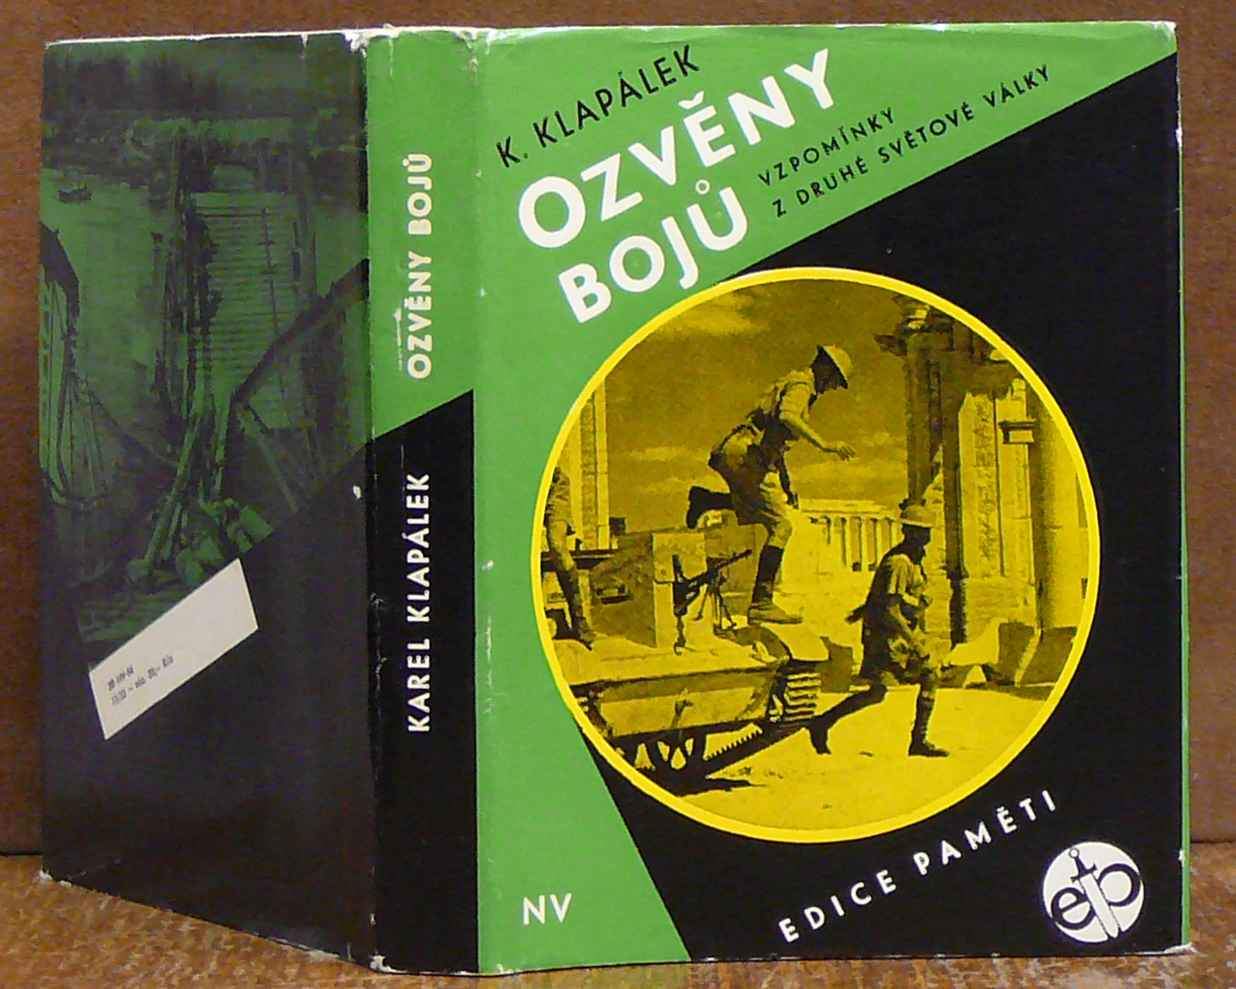 K. KLAPÁLEK
OZVĚNY
BOJŮ
VZPOMÍNKY
Z DRUHÉ SVĚTOVÉ VÁLKY
EDICE PAMĚTI
NV
OZVĚNY BOJŮ
KAREL KLAPÁLEK